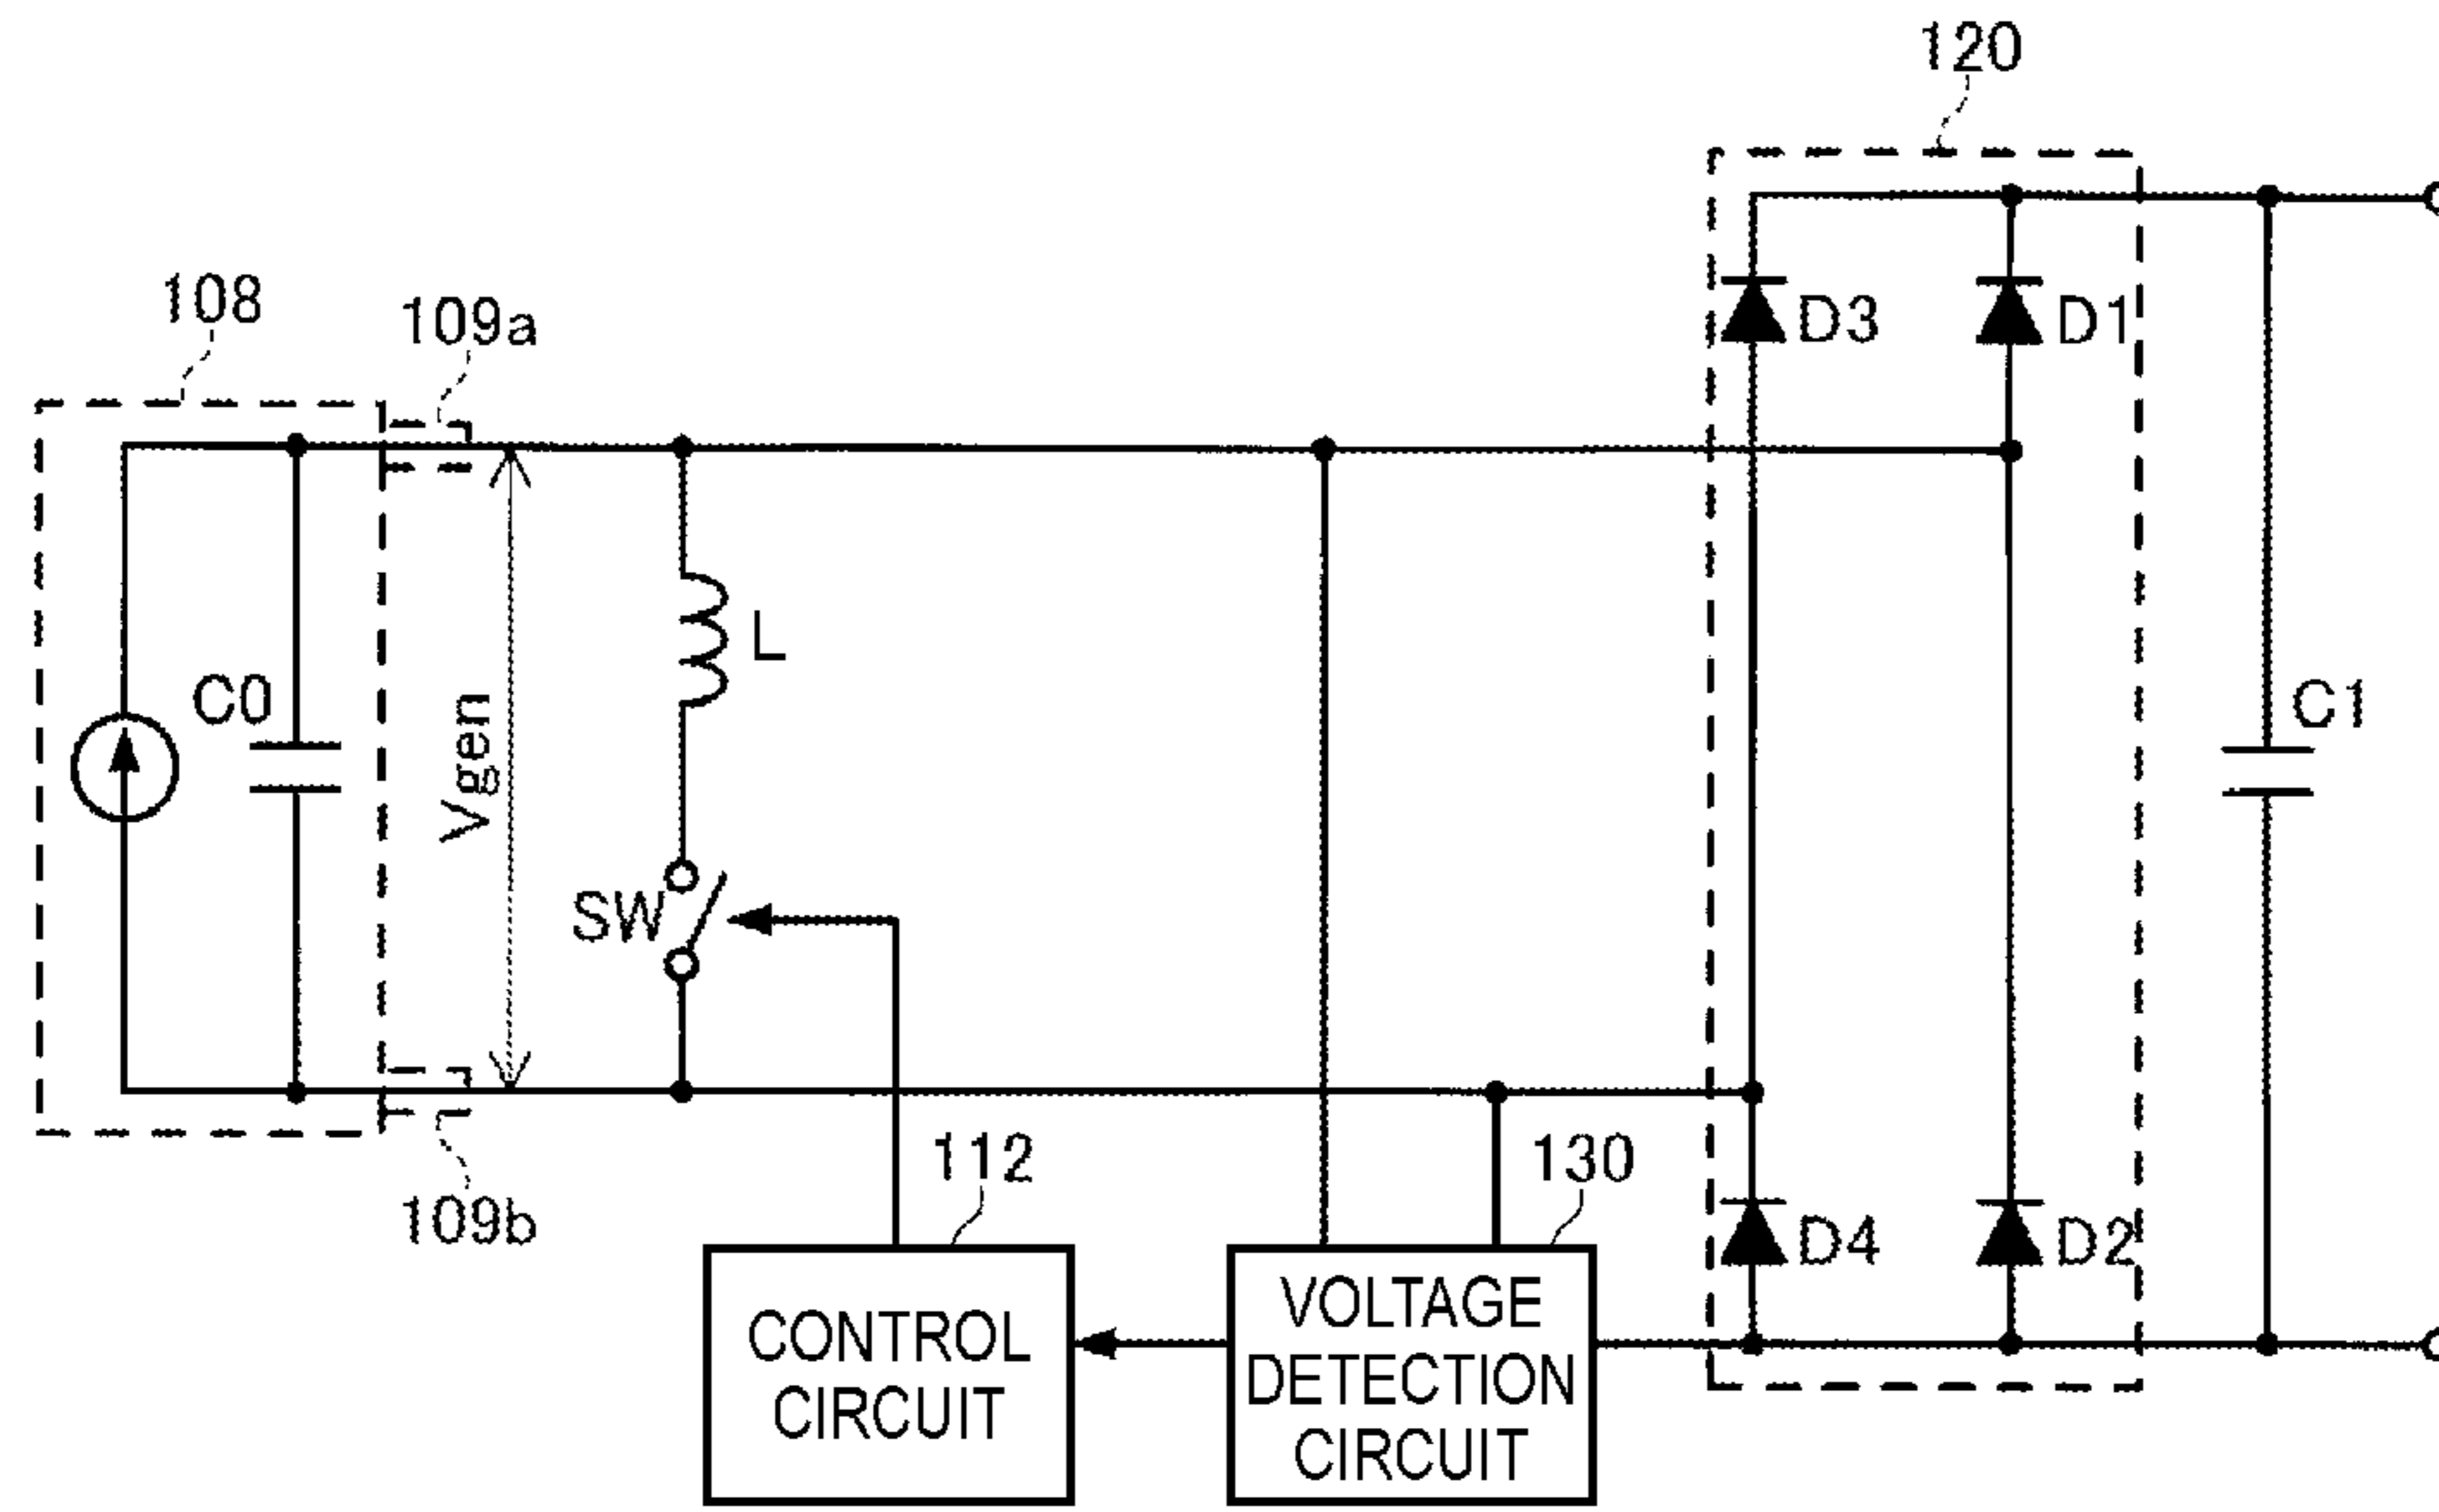 120
108
109a
D3
D1
L
C0
Vgen
C1
SW
112
130
109b
D4
D2
CONTROL
CIRCUIT
VOLTAGE
DETECTION
CIRCUIT